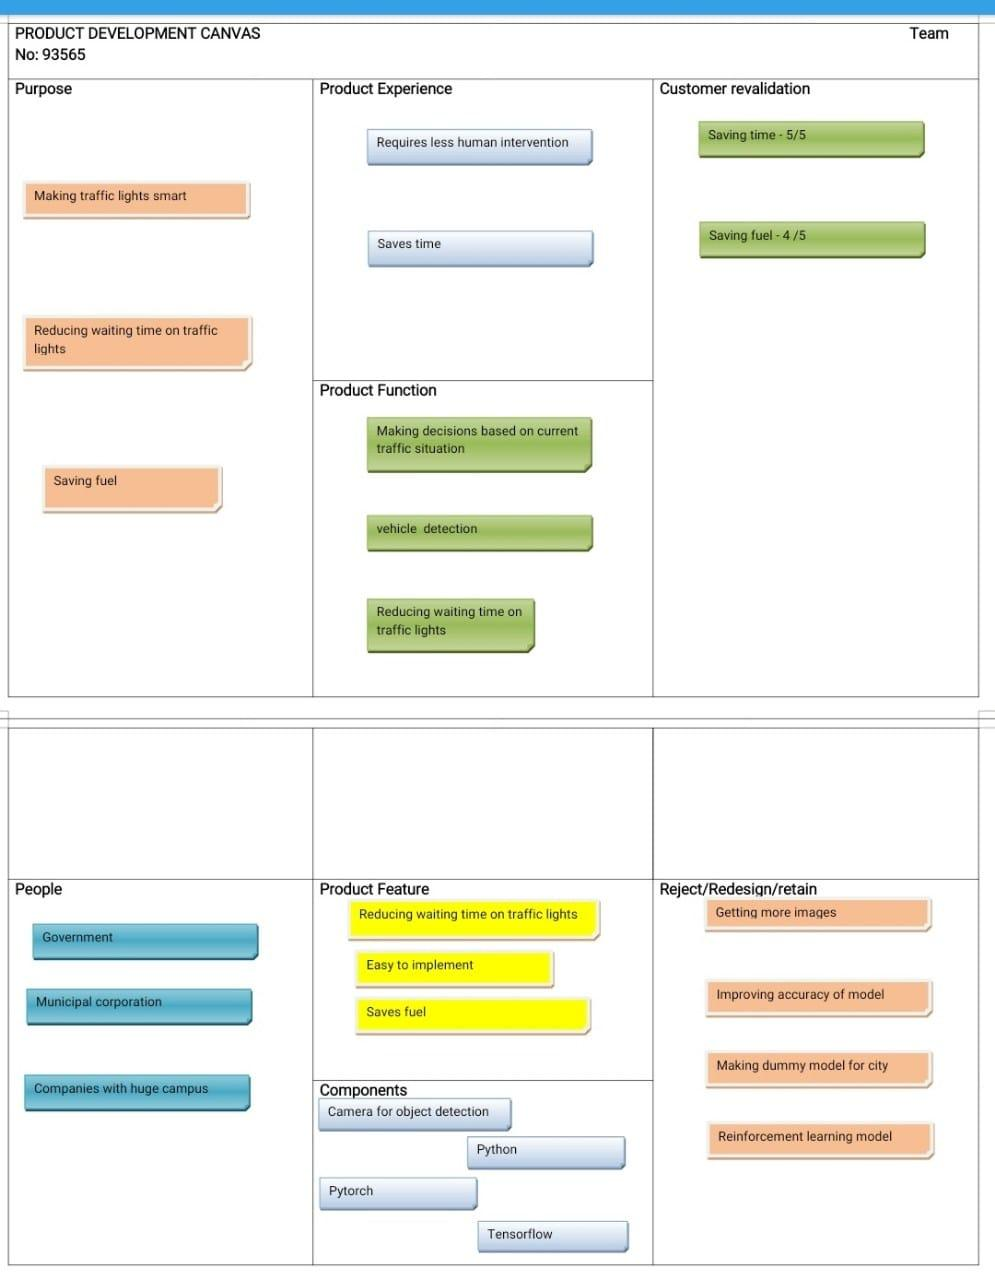 PRODUCT DEVELOPMENT CANVAS
Team
No: 93565
Purpose
Making traffic lights smart
Reducing waiting time on traffic
lights
Saving fuel
Product Experience
Requires less human intervention
Saves time
Product Function
Making decisions based on current
traffic situation
vehicle detection
Reducing waiting time on
traffic lights
Customer revalidation
Saving time - 5/5
Saving fuel - 4 /5
People
Government
Municipal corporation
Companies with huge campus
Product Feature
Reducing waiting time on traffic lights
Easy to implement
Saves fuel
Components
Camera for object detection
Python
Pytorch
Tensorflow
Reject/Redesign/retain
Getting more images
Improving accuracy of model
Making dummy model for city
Reinforcement learning model